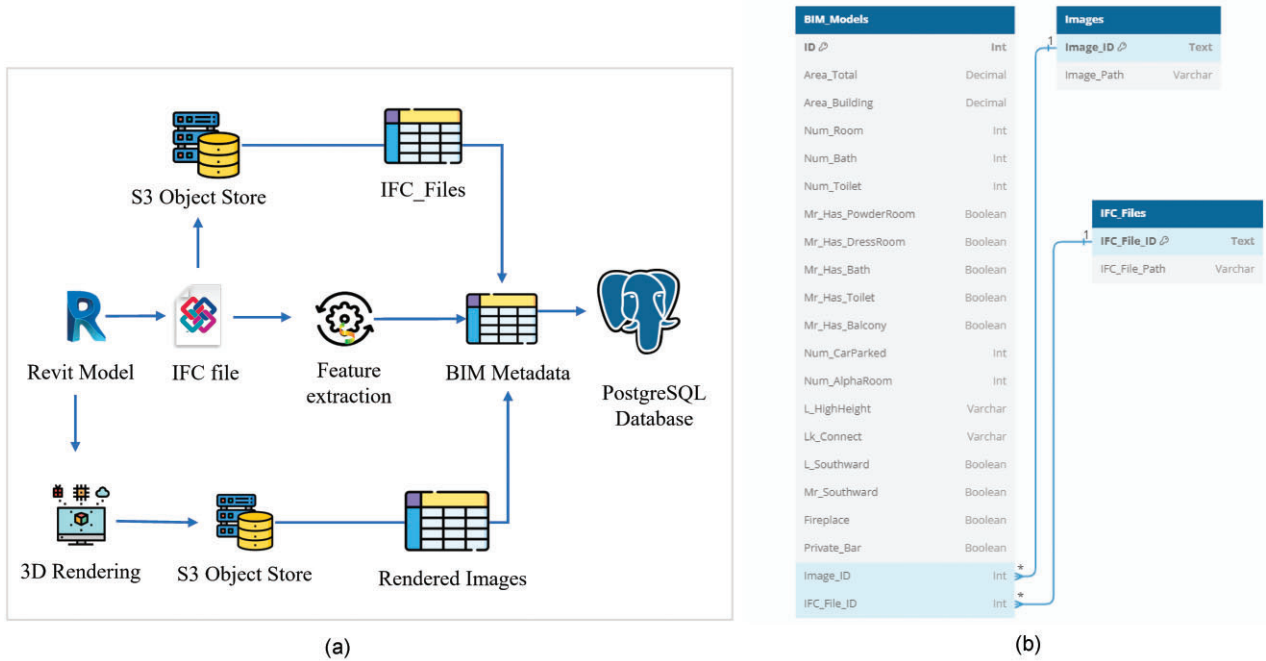 S3 Object Store
IFC_Files
Revit Model
IFC file
Feature
extraction
BIM Metadata
PostgreSQL
Database
3D Rendering
S3 Object Store
Rendered Images
(a)
BIM_Models
ID Int
Area_Total Decimal
Area_Building Decimal
Num_Room Int
Num_Bath Int
Num_Toilet Int
Mr_Has_PowderRoom Boolean
Mr_Has_DressRoom Boolean
Mr_Has_Bath Boolean
Mr_Has_Toilet Boolean
Mr_Has_Balcony Boolean
Num_CarParked Int
Num_AlphaRoom Int
L_HighHeight Varchar
Lk_Connect Varchar
L_Southward Boolean
Mr_Southward Boolean
Fireplace Boolean
Private_Bar Boolean
Image_ID Int *
IFC_File_ID Int *
Images
1 Image_ID Text
Image_Path Varchar
IFC_Files
1 IFC_File_ID Text
IFC_File_Path Varchar
(b)